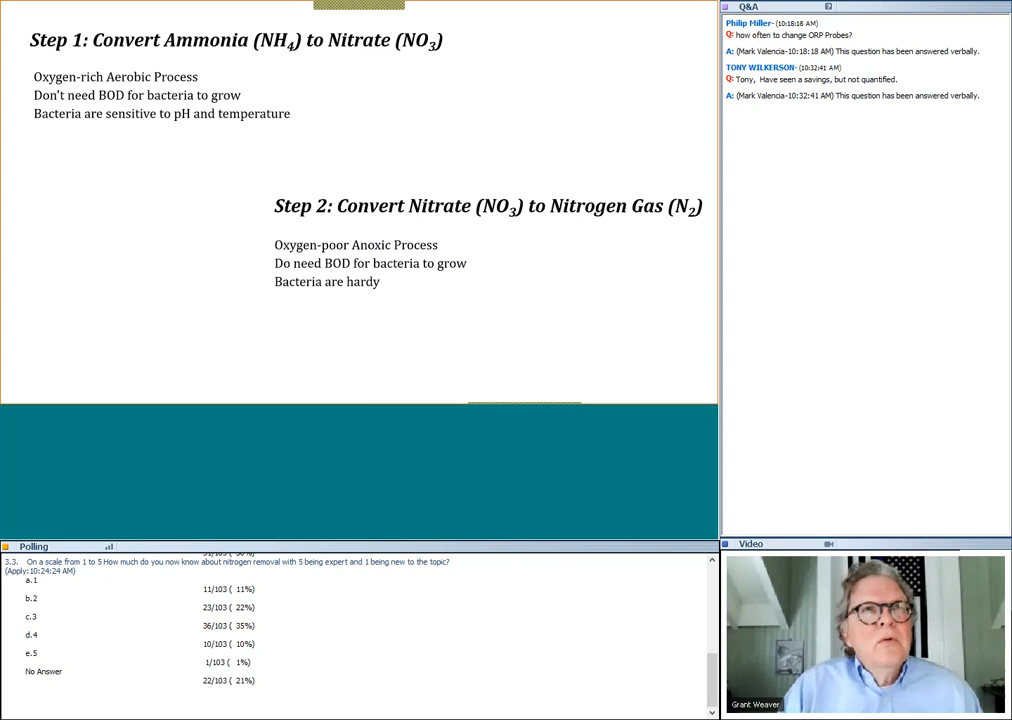 Step 1: Convert Ammonia (NH4) to Nitrate (NO3)
Oxygen-rich Aerobic Process
Don't need BOD for bacteria to grow
Bacteria are sensitive to pH and temperature
Step 2: Convert Nitrate (NO3) to Nitrogen Gas (N2)
Oxygen-poor Anoxic Process
Do need BOD for bacteria to grow
Bacteria are hardy
Q&A
Philip Miller- (10:18:18 AM)
Q: how often to change ORP Probes?
A: (Mark Valencia-10:18:18 AM) This question has been answered verbally.
TONY WILKERSON- (10:32:41 AM)
Q: Tony, Have seen a savings, but not quantified.
A: (Mark Valencia-10:32:41 AM) This question has been answered verbally.
Polling
3.3. On a scale from 1 to 5 How much do you now know about nitrogen removal with 5 being expert and 1 being new to the topic?
(Apply:10:24:24 AM)
a.1
11/103 ( 11%)
b.2
23/103 ( 22%)
c.3
36/103 ( 35%)
d.4
10/103 ( 10%)
e.5
1/103 ( 1%)
No Answer
22/103 ( 21%)
Video
Grant Weaver